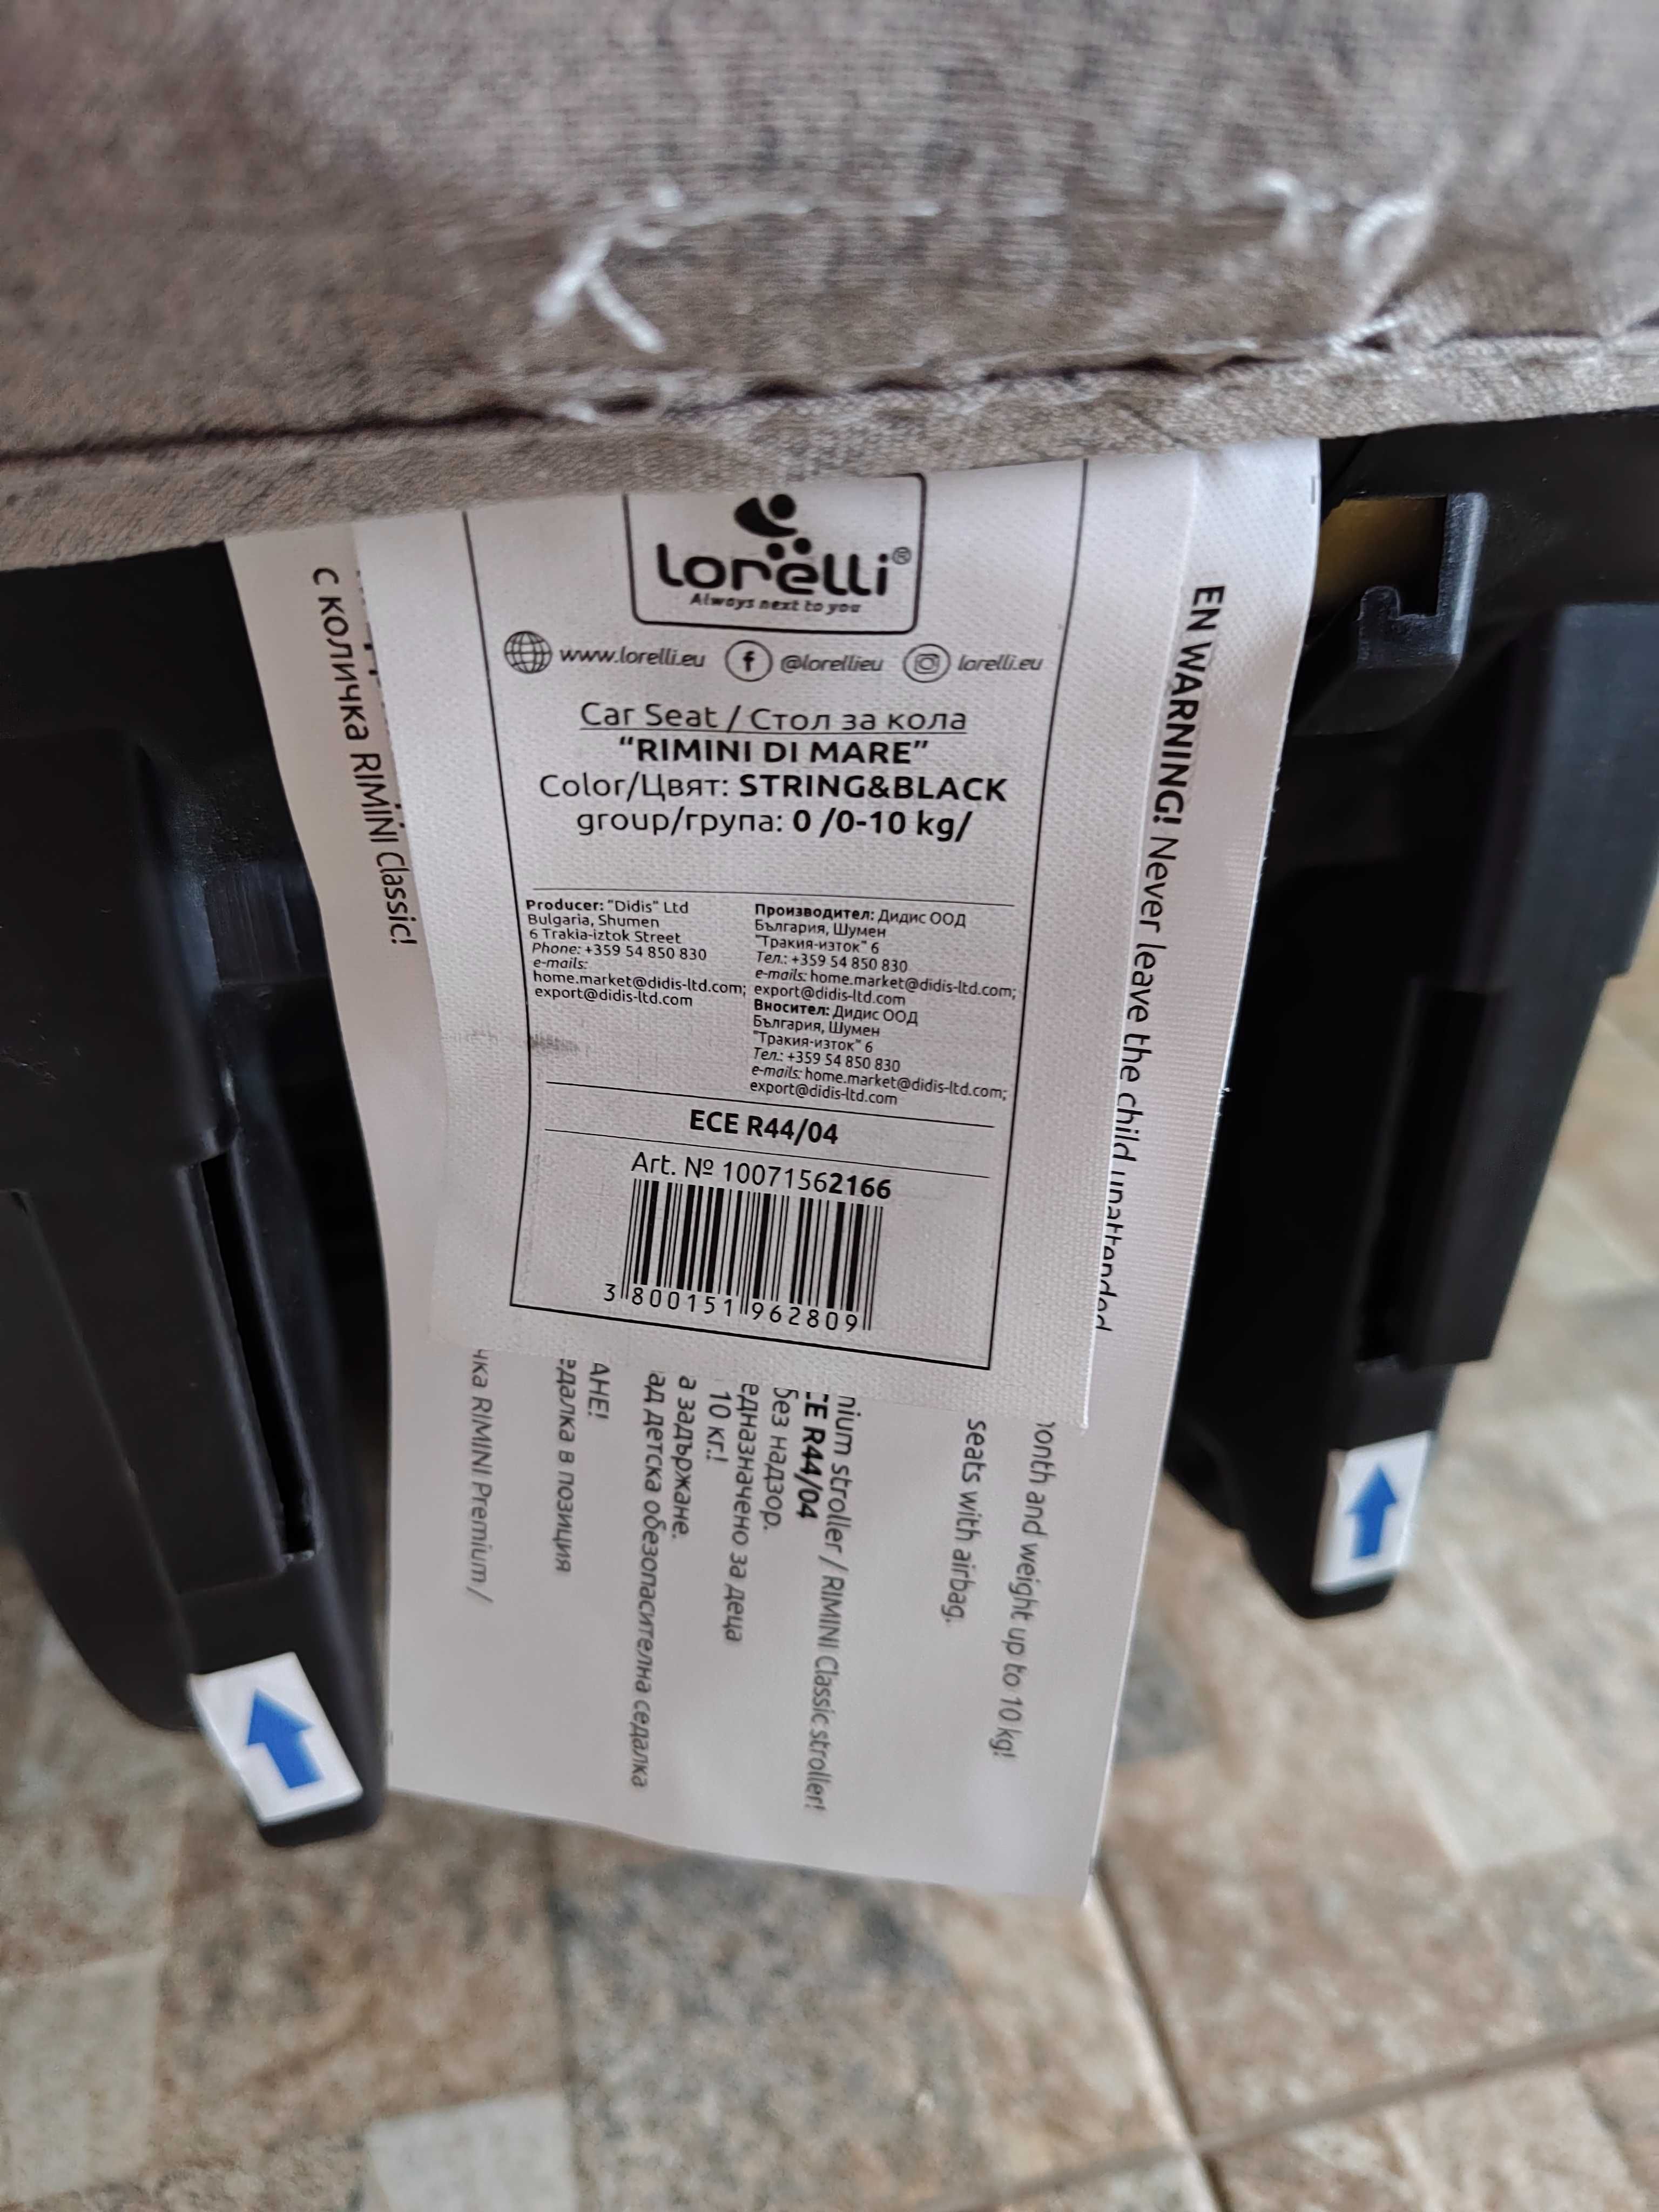 lorelli®
Always next to you
www.lorelli.eu @lorellieu lorelli.eu
Car Seat / Стол за кола
“RIMINI DI MARE”
Color/Цвят: STRING&BLACK
group/група: 0 /0-10 kg/
Producer: "Didis" Ltd
Bulgaria, Shumen
6 Trakia-iztok Street
Phone: +359 54 850 830
e-mails:
home.market@didis-ltd.com;
export@didis-ltd.com
Производител: Дидис ООД
България, Шумен
"Тракия-изток" 6
Тел.: +359 54 850 830
e-mails: home.market@didis-ltd.com;
export@didis-ltd.com
Вносител: Дидис ООД
България, Шумен
"Тракия-изток" 6
Тел.: +359 54 850 830
e-mails: home.market@didis-ltd.com;
export@didis-ltd.com
ECE R44/04
Art. № 10071562166
3 800151 962809
EN WARNING! Never leave the child unattended
month and weight up to 10 kg!
seats with airbag.
nium stroller / RIMINI Classic stroller!
CE R44/04
без надзор.
едназначено за деца
10 кг.!
а задържане.
ад детска обезопасителна седалка
АНЕ!
едалка в позиция
чка RIMINI Premium /
с количка RIMINI Classic!